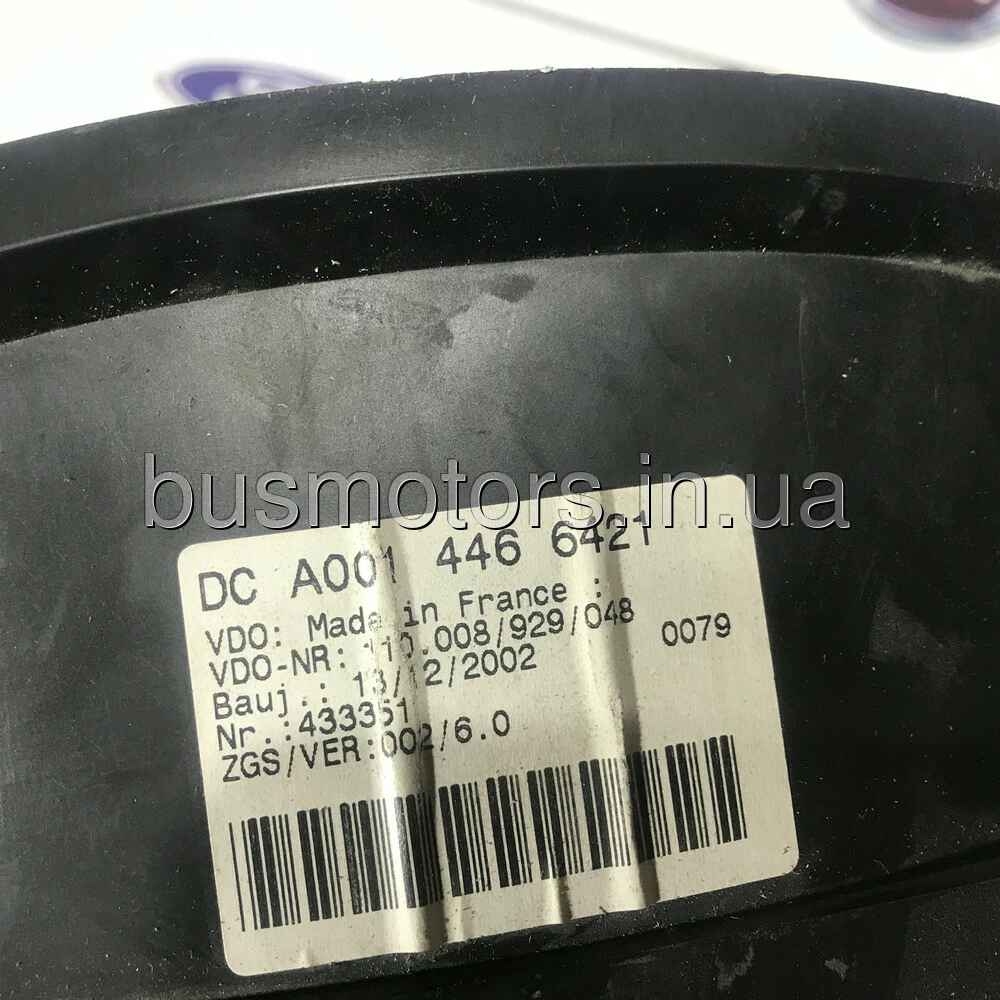 busmotors.in.ua
DC A001 446 6421
VDO: Made in France :
VDO-NR: 110.008/929/048 0079
Bauj.: 13/12/2002
Nr.:433351
ZGS/VER:002/6.0